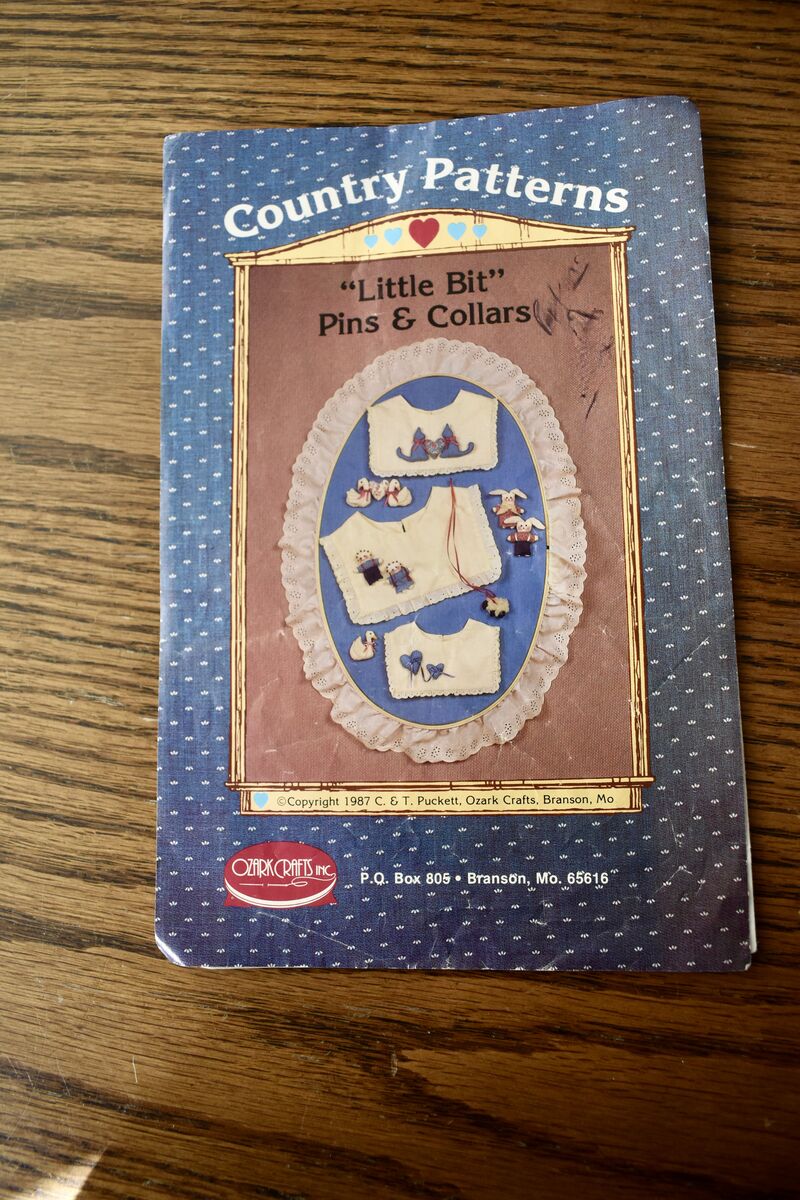 Country Patterns
“Little Bit”
Pins & Collars
©Copyright 1987 C. & T. Puckett, Ozark Crafts, Branson, Mo
OZARK CRAFTS INC.
P.O. Box 805 • Branson, Mo. 65616